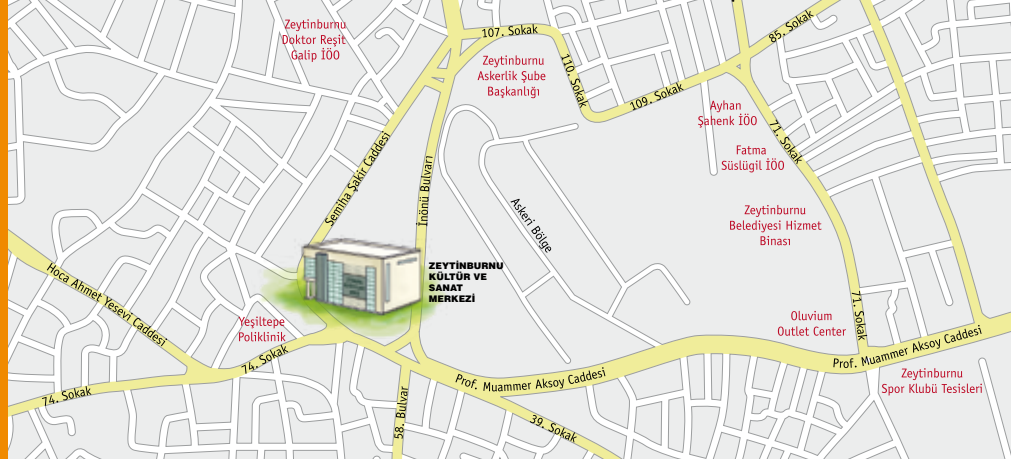 Zeytinburnu
Doktor Reşit
Galip İÖO
107. Sokak
85. Sokak
Zeytinburnu
Askerlik Şube
Başkanlığı
110. Sokak
109. Sokak
Ayhan
Şahenk İÖO
71. Sokak
Fatma
Süslügil İÖO
Semiha Şakir Caddesi
İnönü Bulvarı
Askeri Bölge
Zeytinburnu
Belediyesi Hizmet
Binası
ZEYTİNBURNU
KÜLTÜR VE
SANAT
MERKEZİ
Hoca Ahmet Yesevi Caddesi
Yeşiltepe
Poliklinik
71. Sokak
Oluvium
Outlet Center
Prof. Muammer Aksoy Caddesi
74. Sokak
74. Sokak
Prof. Muammer Aksoy Caddesi
Zeytinburnu
Spor Klubü Tesisleri
58. Bulvar
39. Sokak